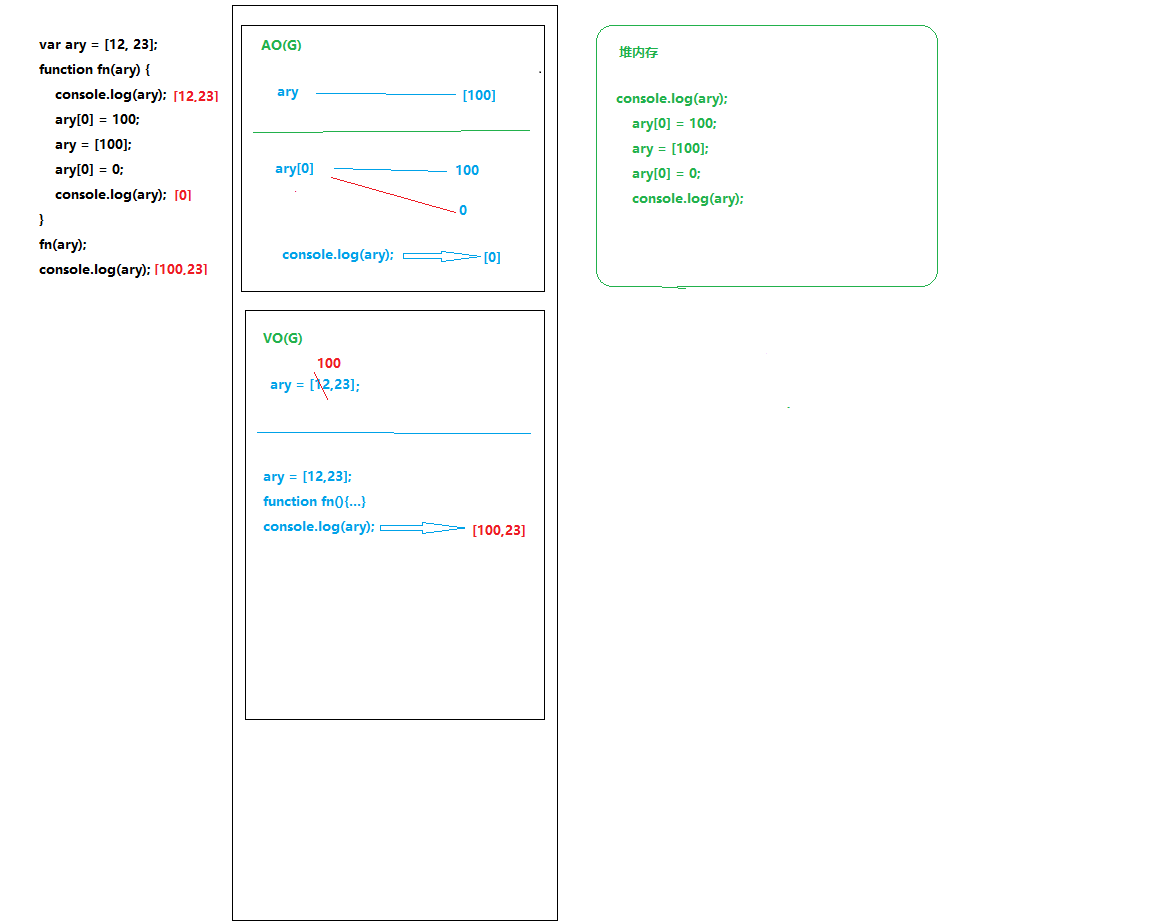 var ary = [12, 23];
function fn(ary) {
console.log(ary); [12,23]
ary[0] = 100;
ary = [100];
ary[0] = 0;
console.log(ary); [0]
}
fn(ary);
console.log(ary); [100,23]
AO(G)
ary [100]
ary[0] 100
0
console.log(ary); [0]
VO(G)
100
ary = [12,23];
ary = [12,23];
function fn(){...}
console.log(ary); [100,23]
堆内存
console.log(ary);
ary[0] = 100;
ary = [100];
ary[0] = 0;
console.log(ary);